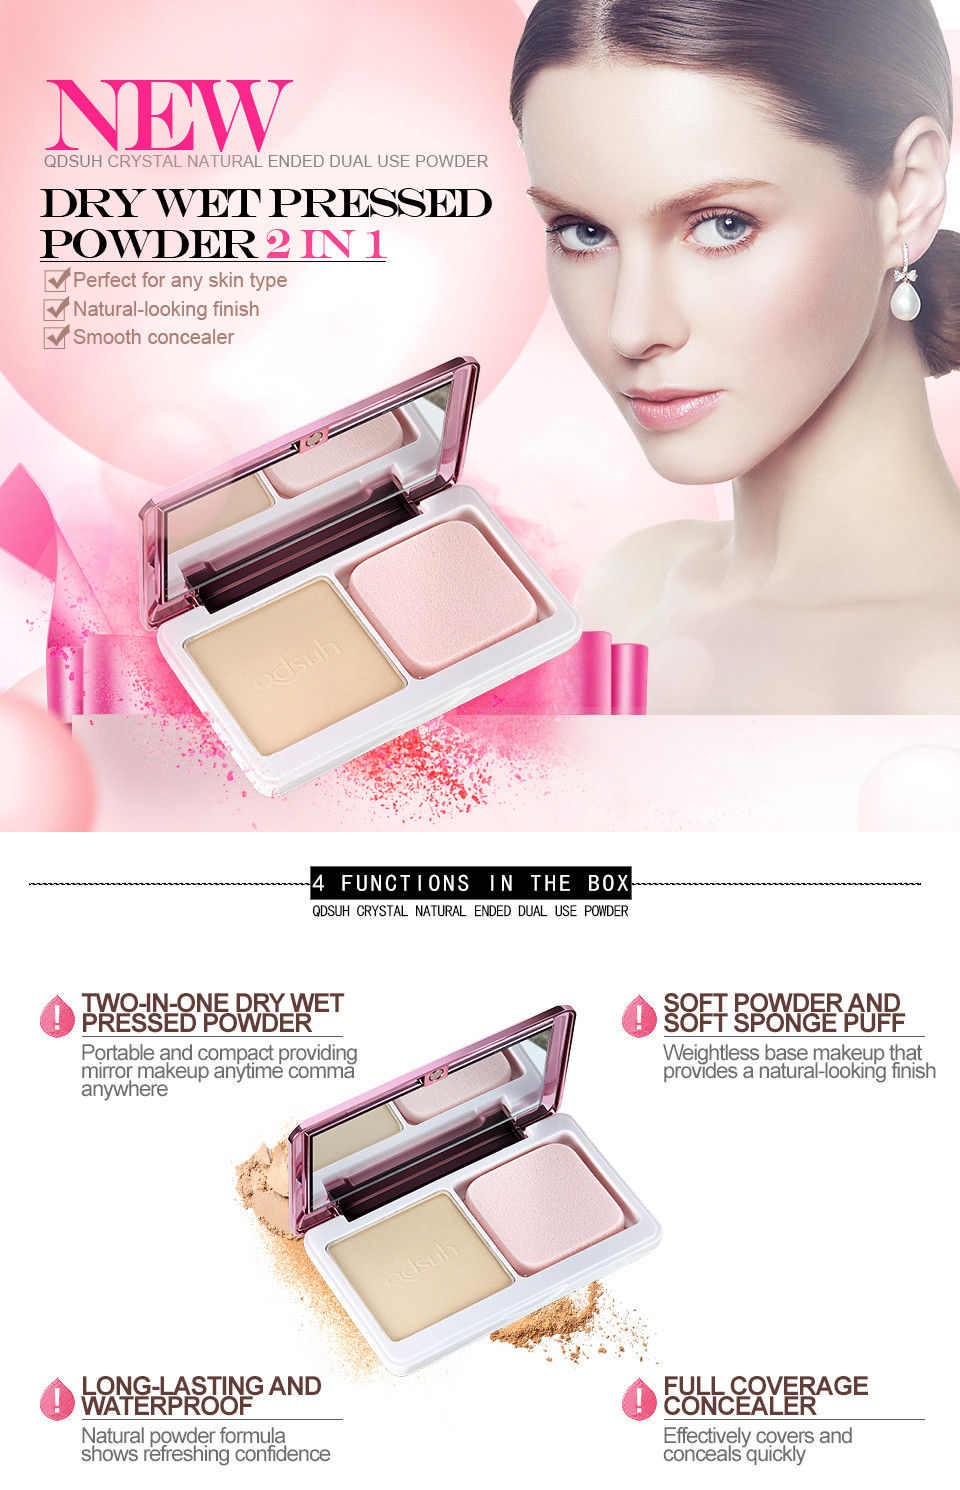 NEW
QDSUH CRYSTAL NATURAL ENDED DUAL USE POWDER
DRY WET PRESSED
POWDER 2 IN 1
Perfect for any skin type
Natural-looking finish
Smooth concealer
qdsuh
4 FUNCTIONS IN THE BOX
QDSUH CRYSTAL NATURAL ENDED DUAL USE POWDER
TWO-IN-ONE DRY WET
PRESSED POWDER
Portable and compact providing
mirror makeup anytime comma
anywhere
SOFT POWDER AND
SOFT SPONGE PUFF
Weightless base makeup that
provides a natural-looking finish
qdsuh
LONG-LASTING AND
WATERPROOF
Natural powder formula
shows refreshing confidence
FULL COVERAGE
CONCEALER
Effectively covers and
conceals quickly